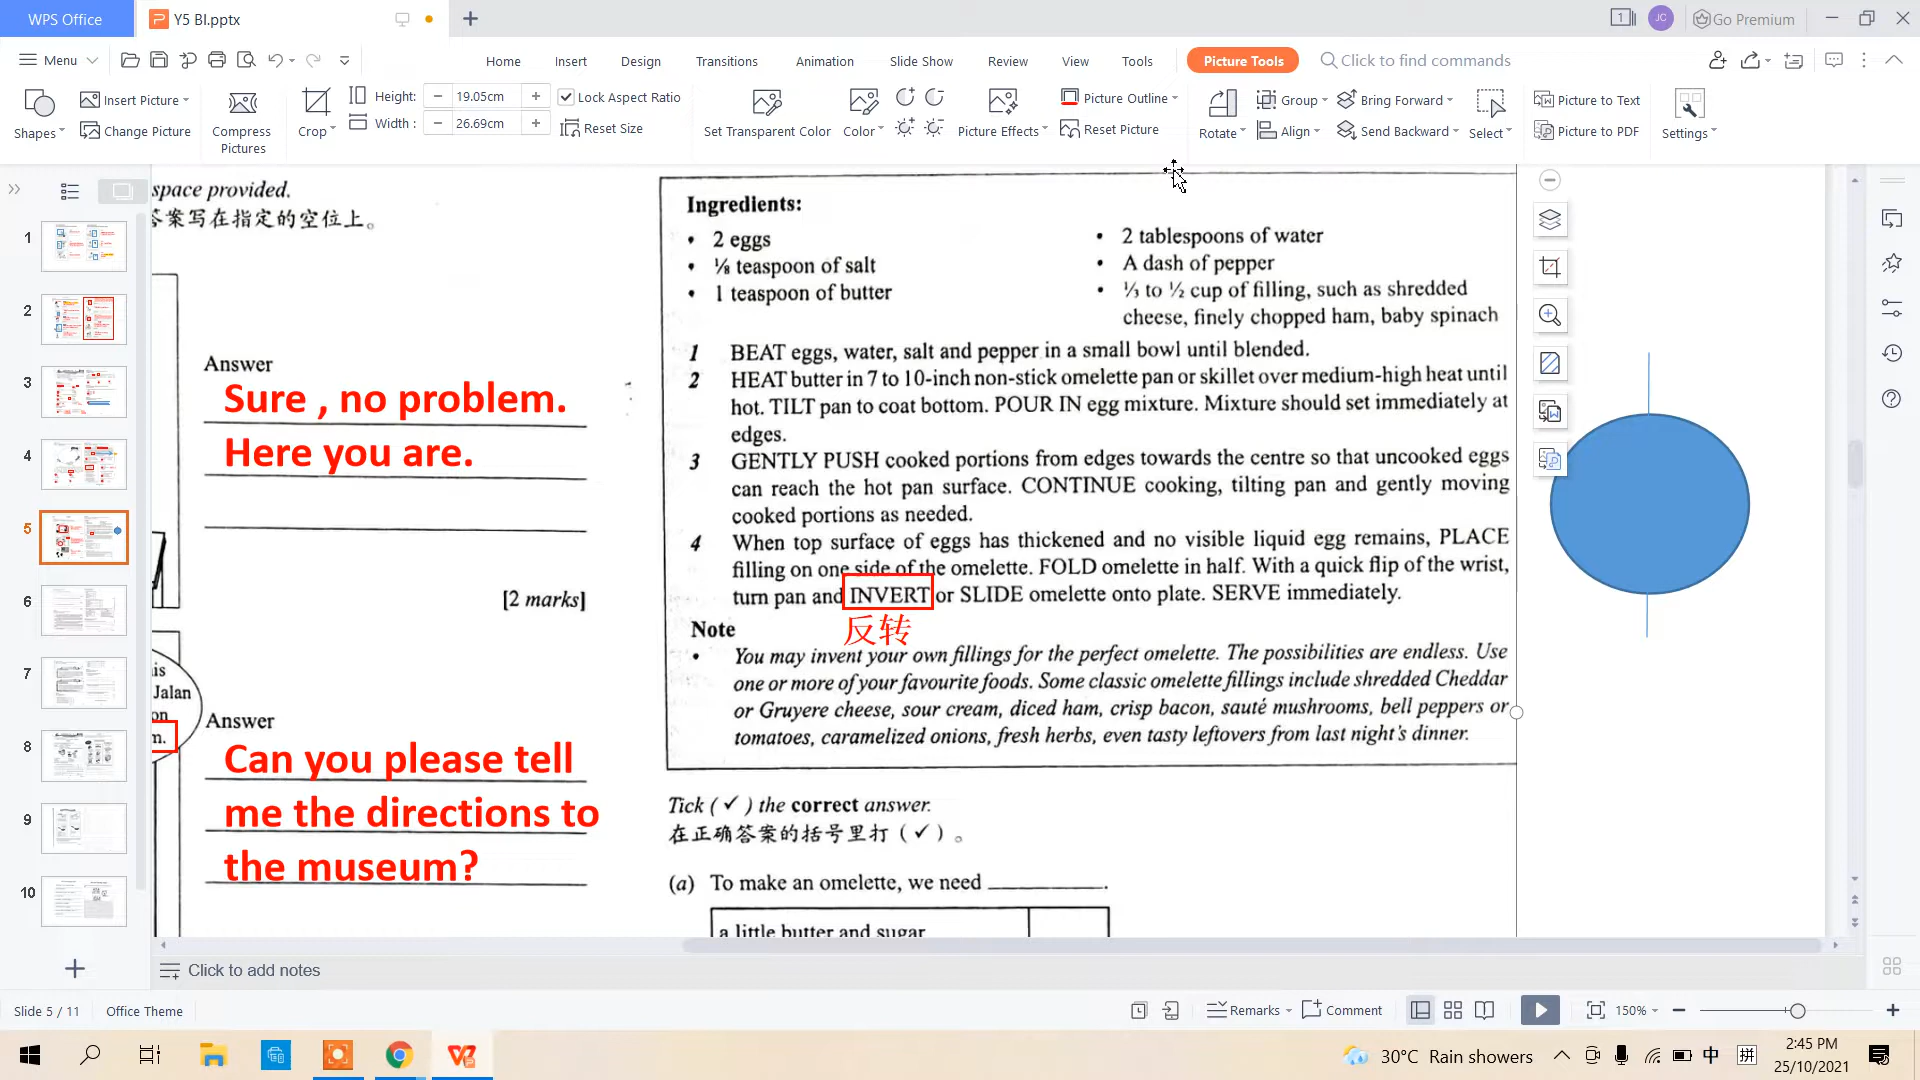 WPS Office
Y5 BI.pptx
1
JC
Go Premium
Menu
Home
Insert
Design
Transitions
Animation
Slide Show
Review
View
Tools
Picture Tools
Click to find commands
Shapes
Insert Picture
Change Picture
Compress Pictures
Crop
Height: 19.05cm
Width : 26.69cm
Lock Aspect Ratio
Reset Size
Set Transparent Color
Color
Picture Effects
Picture Outline
Reset Picture
Rotate
Group
Align
Bring Forward
Send Backward
Select
Picture to Text
Picture to PDF
Settings
1
2
3
4
5
6
7
8
9
10
space provided.
答案写在指定的空位上。
Answer
Sure , no problem.
Here you are.
[2 marks]
his
Jalan
on
m.
Answer
Can you please tell
me the directions to
the museum?
Ingredients:
• 2 eggs
• ⅛ teaspoon of salt
• 1 teaspoon of butter
• 2 tablespoons of water
• A dash of pepper
• ⅓ to ½ cup of filling, such as shredded
cheese, finely chopped ham, baby spinach
1 BEAT eggs, water, salt and pepper in a small bowl until blended.
2 HEAT butter in 7 to 10-inch non-stick omelette pan or skillet over medium-high heat until
hot. TILT pan to coat bottom. POUR IN egg mixture. Mixture should set immediately at
edges.
3 GENTLY PUSH cooked portions from edges towards the centre so that uncooked eggs
can reach the hot pan surface. CONTINUE cooking, tilting pan and gently moving
cooked portions as needed.
4 When top surface of eggs has thickened and no visible liquid egg remains, PLACE
filling on one side of the omelette. FOLD omelette in half. With a quick flip of the wrist,
turn pan and INVERT or SLIDE omelette onto plate. SERVE immediately.
反转
Note
• You may invent your own fillings for the perfect omelette. The possibilities are endless. Use
one or more of your favourite foods. Some classic omelette fillings include shredded Cheddar
or Gruyere cheese, sour cream, diced ham, crisp bacon, sauté mushrooms, bell peppers or
tomatoes, caramelized onions, fresh herbs, even tasty leftovers from last night's dinner.
Tick ( ✓ ) the correct answer.
在正确答案的括号里打（✓）。
(a) To make an omelette, we need ___________.
a little butter and sugar
Click to add notes
Slide 5 / 11
Office Theme
Remarks
Comment
150%
30°C Rain showers
中
拼
2:45 PM
25/10/2021